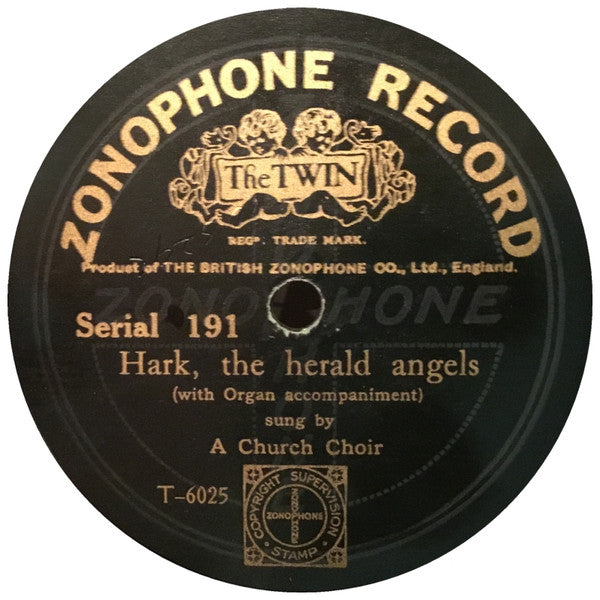 ZONOPHONE RECORD
The TWIN
REGD. TRADE MARK.
Product of THE BRITISH ZONOPHONE CO., Ltd., England.
ZONOPHONE
Serial 191
Hark, the herald angels
(with Organ accompaniment)
sung by
A Church Choir
T-6025
COPYRIGHT SUPERVISION
ZONOPHONE
STAMP